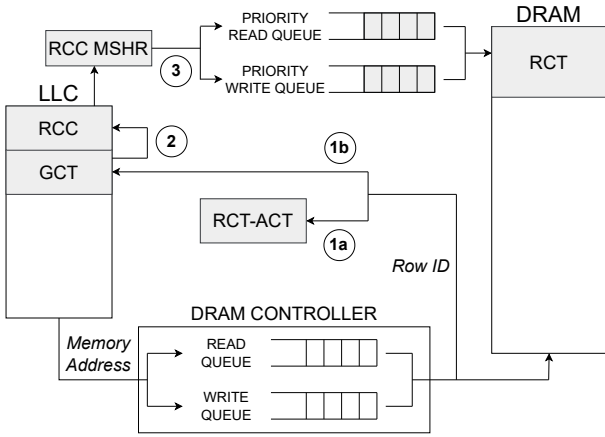 DRAM
PRIORITY
READ QUEUE
RCC MSHR
3
RCT
PRIORITY
WRITE QUEUE
LLC
RCC
2
1b
GCT
RCT-ACT
1a
Row ID
DRAM CONTROLLER
Memory
Address
READ
QUEUE
WRITE
QUEUE